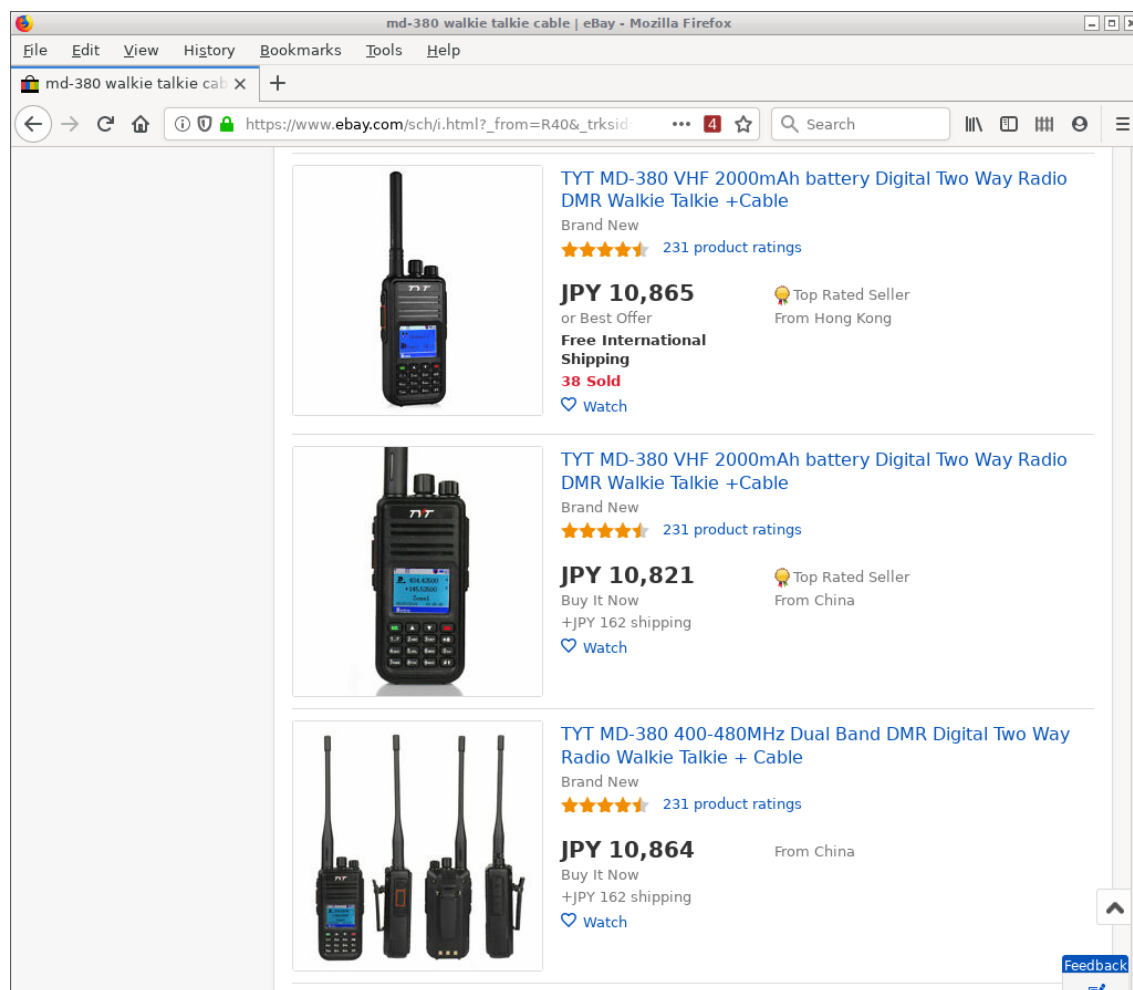 md-380 walkie talkie cable | eBay - Mozilla Firefox
File Edit View History Bookmarks Tools Help
md-380 walkie talkie cab
https://www.ebay.com/sch/i.html?_from=R40&_trksid
4
Search
TYT MD-380 VHF 2000mAh battery Digital Two Way Radio
DMR Walkie Talkie +Cable
Brand New
231 product ratings
JPY 10,865
Top Rated Seller
or Best Offer
From Hong Kong
Free International
Shipping
38 Sold
Watch
TYT
TYT MD-380 VHF 2000mAh battery Digital Two Way Radio
DMR Walkie Talkie +Cable
Brand New
231 product ratings
JPY 10,821
Top Rated Seller
Buy It Now
From China
+JPY 162 shipping
Watch
TYT
TYT MD-380 400-480MHz Dual Band DMR Digital Two Way
Radio Walkie Talkie + Cable
Brand New
231 product ratings
JPY 10,864
From China
Buy It Now
+JPY 162 shipping
Watch
TYT
Feedback